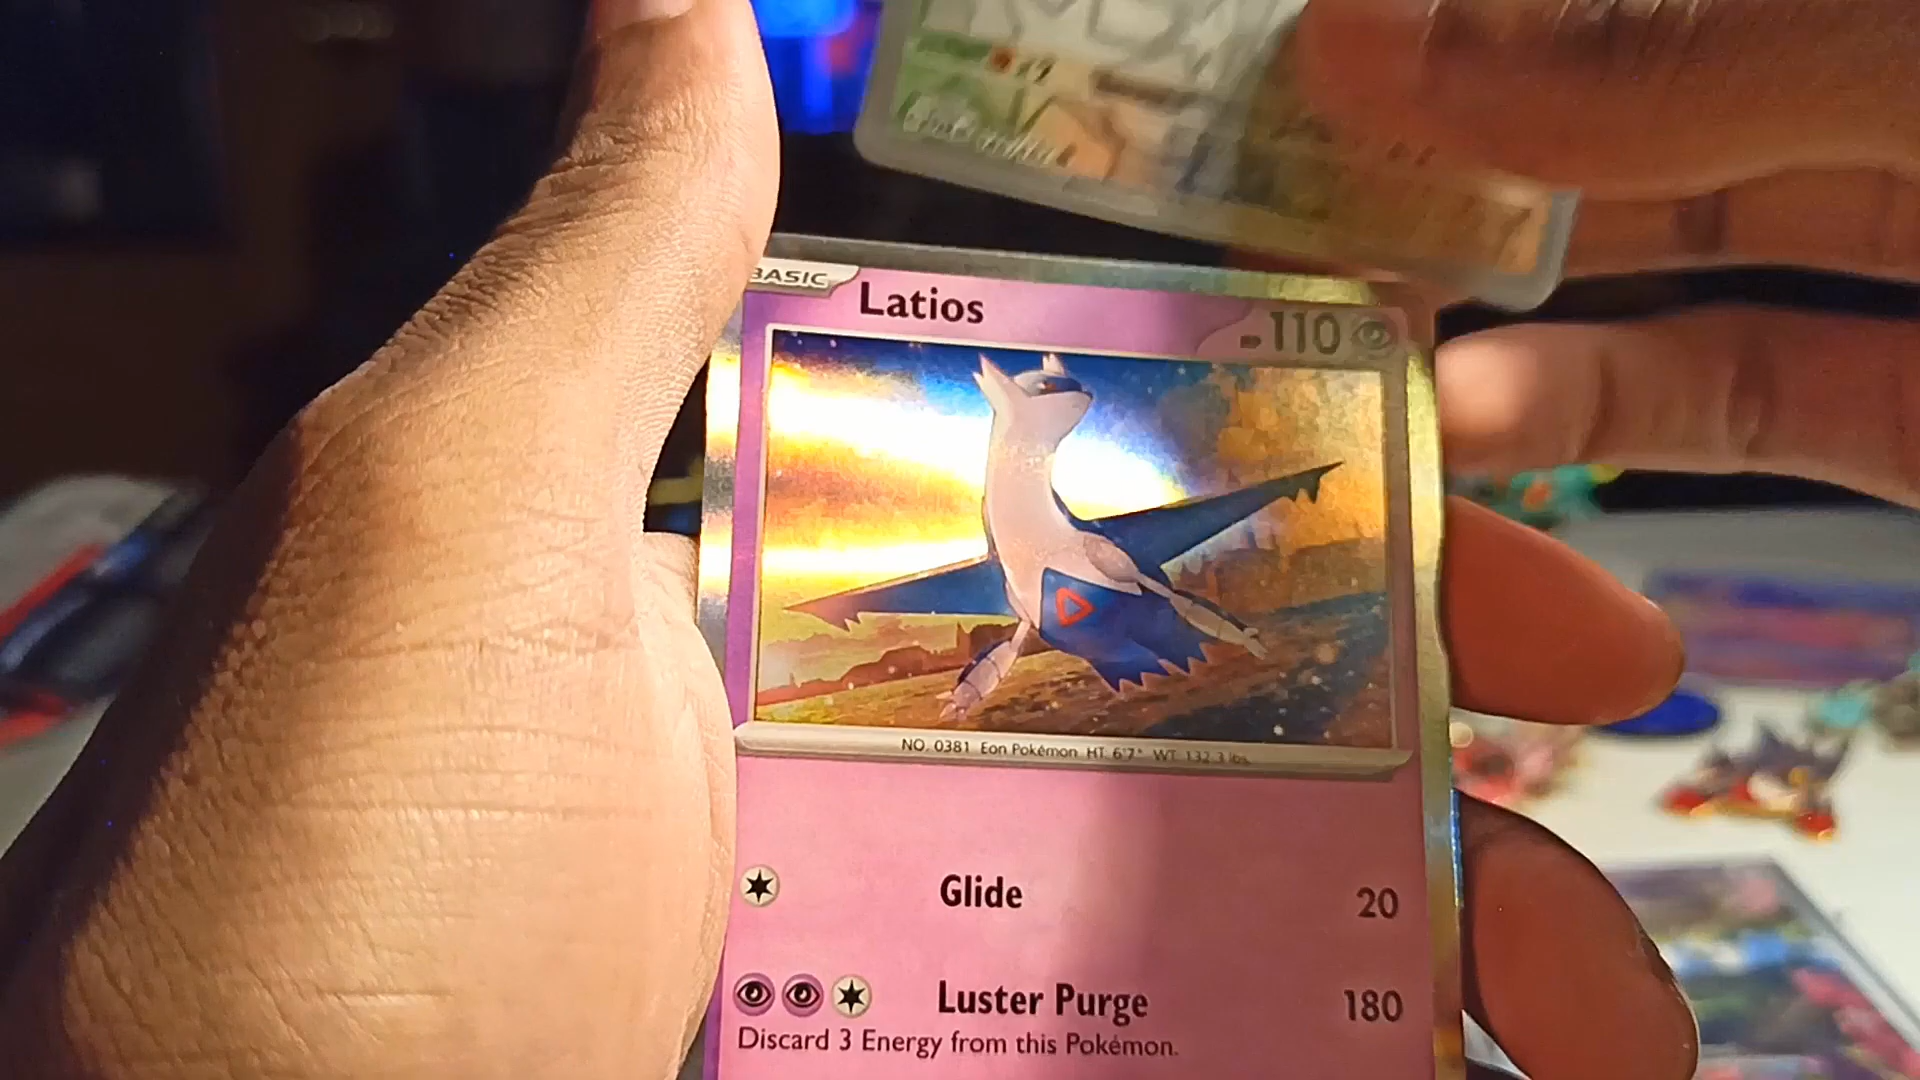 BASIC
Latios
HP 110
NO. 0381 Eon Pokémon HT 6'7" WT 132.3 lbs.
Glide 20
Luster Purge 180
Discard 3 Energy from this Pokémon.